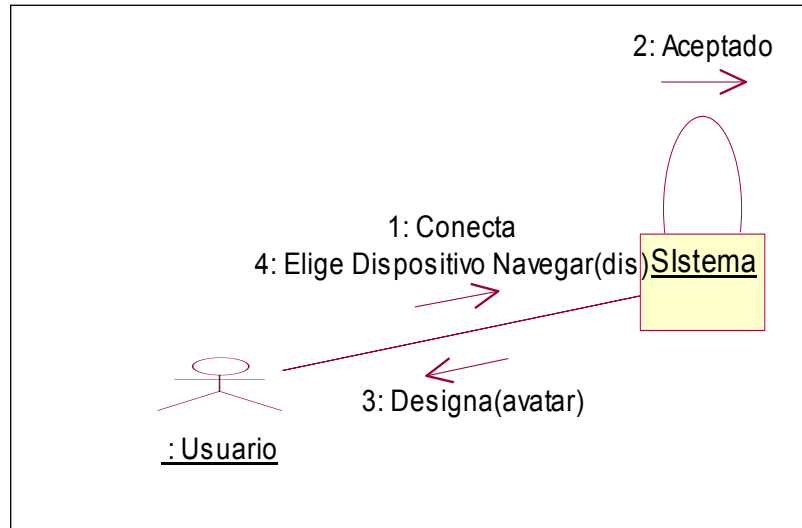 2: Aceptado
1: Conecta
4: Elige Dispositivo Navegar(dis)
SIstema
3: Designa(avatar)
: Usuario